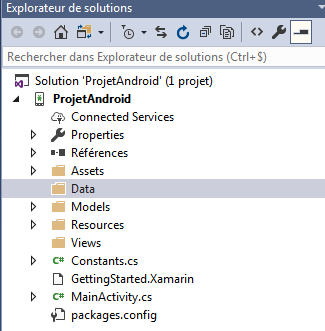 Explorateur de solutions
Rechercher dans Explorateur de solutions (Ctrl+$)
Solution 'ProjetAndroid' (1 projet)
ProjetAndroid
Connected Services
Properties
Références
Assets
Data
Models
Resources
Views
C# Constants.cs
GettingStarted.Xamarin
C# MainActivity.cs
packages.config